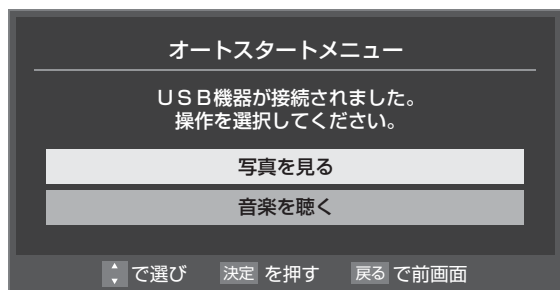 オートスタートメニュー
ＵＳＢ機器が接続されました。
操作を選択してください。
写真を見る
音楽を聴く
で選び 決定 を押す 戻る で前画面